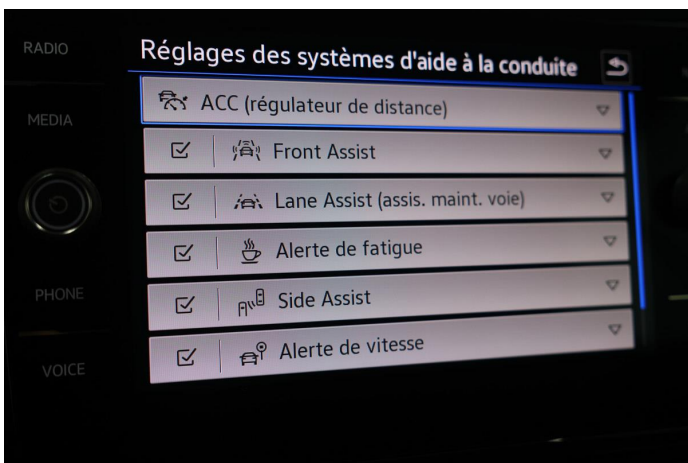 RADIO
Réglages des systèmes d'aide à la conduite
ACC (régulateur de distance)
MEDIA
Front Assist
Lane Assist (assis. maint. voie)
Alerte de fatigue
PHONE
Side Assist
Alerte de vitesse
VOICE